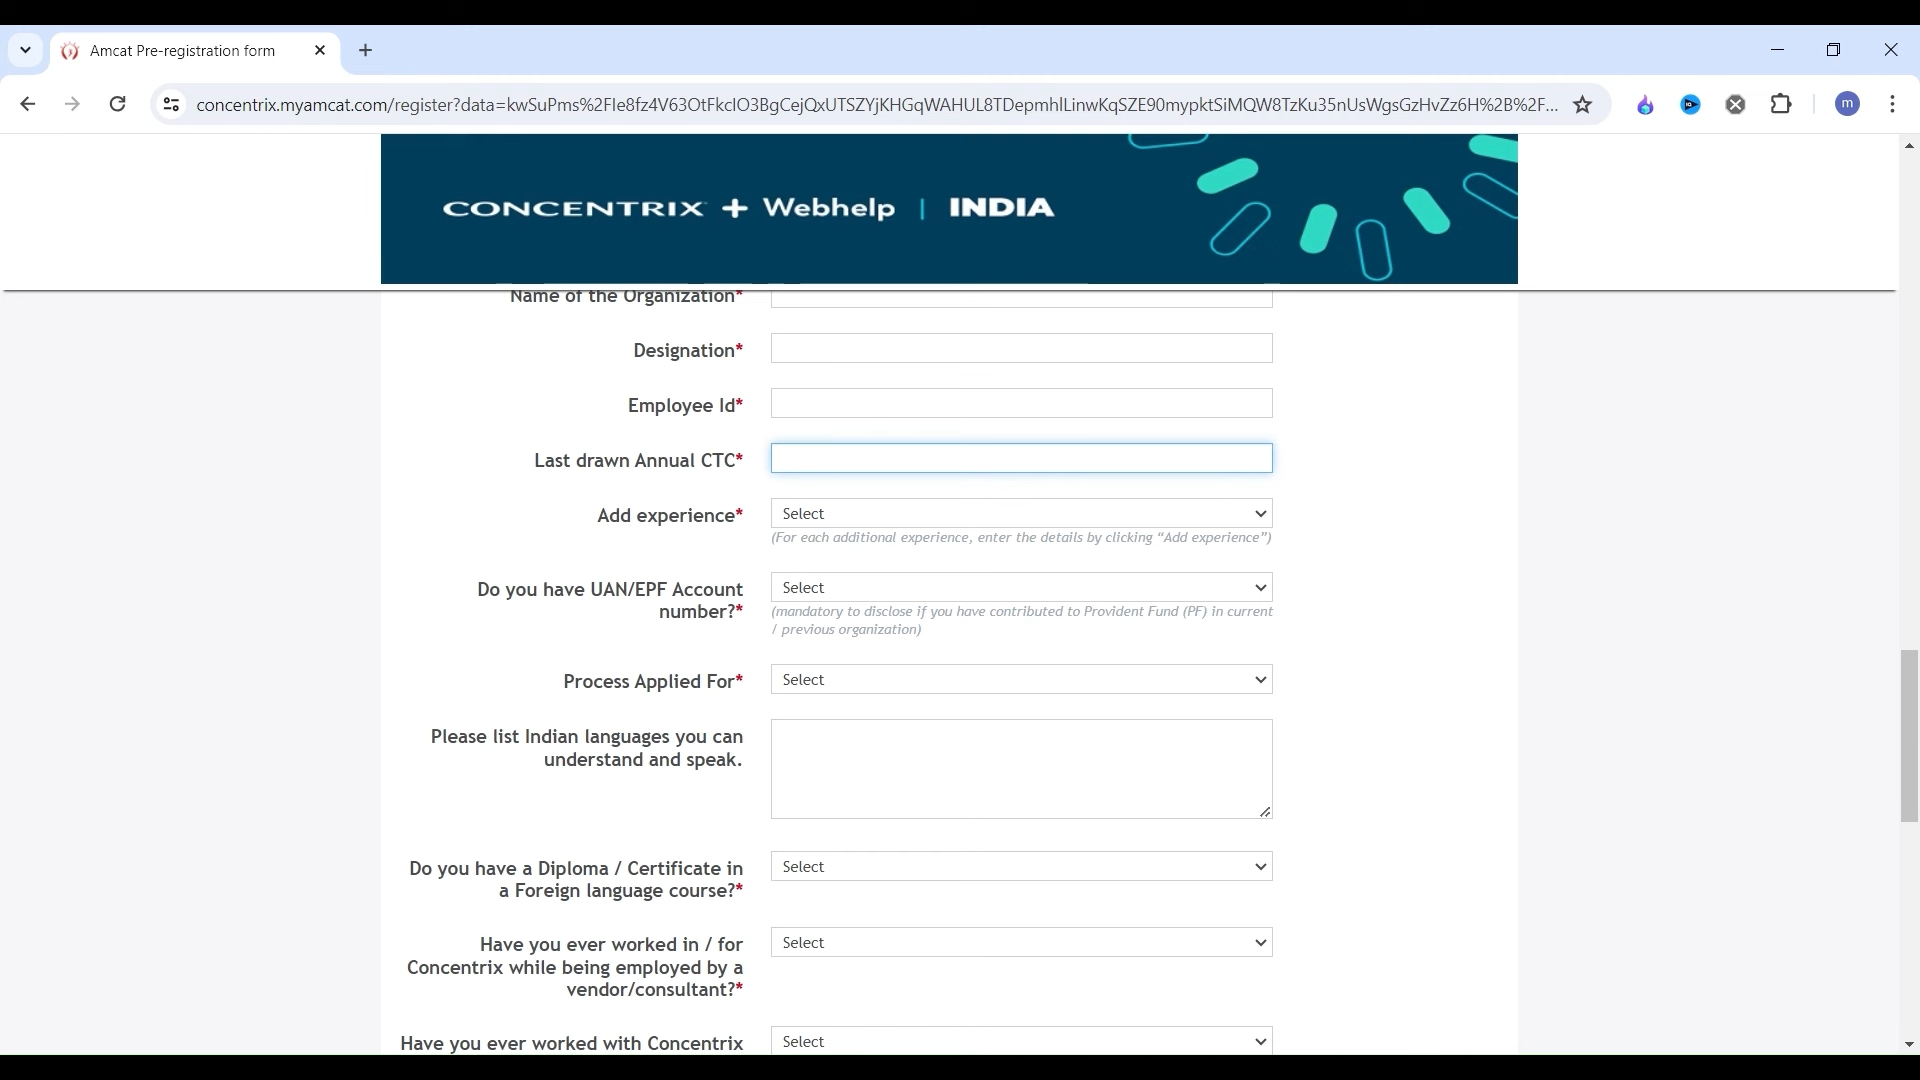 Amcat Pre-registration form
concentrix.myamcat.com/register?data=kwSuPms%2FIe8fz4V63OtFkcIO3BgCejQxUTSZYjKHGqWAHUL8TDepmhlLinwKqSZE90mypktSiMQW8TzKu35nUsWgsGzHvZz6H%2B%2F...
m
CONCENTRIX + Webhelp | INDIA
Name of the Organization*
Designation*
Employee Id*
Last drawn Annual CTC*
Add experience*
Select
(For each additional experience, enter the details by clicking “Add experience”)
Do you have UAN/EPF Account
number?*
Select
(mandatory to disclose if you have contributed to Provident Fund (PF) in current
/ previous organization)
Process Applied For*
Select
Please list Indian languages you can
understand and speak.
Do you have a Diploma / Certificate in
a Foreign language course?*
Select
Have you ever worked in / for
Concentrix while being employed by a
vendor/consultant?*
Select
Have you ever worked with Concentrix
Select